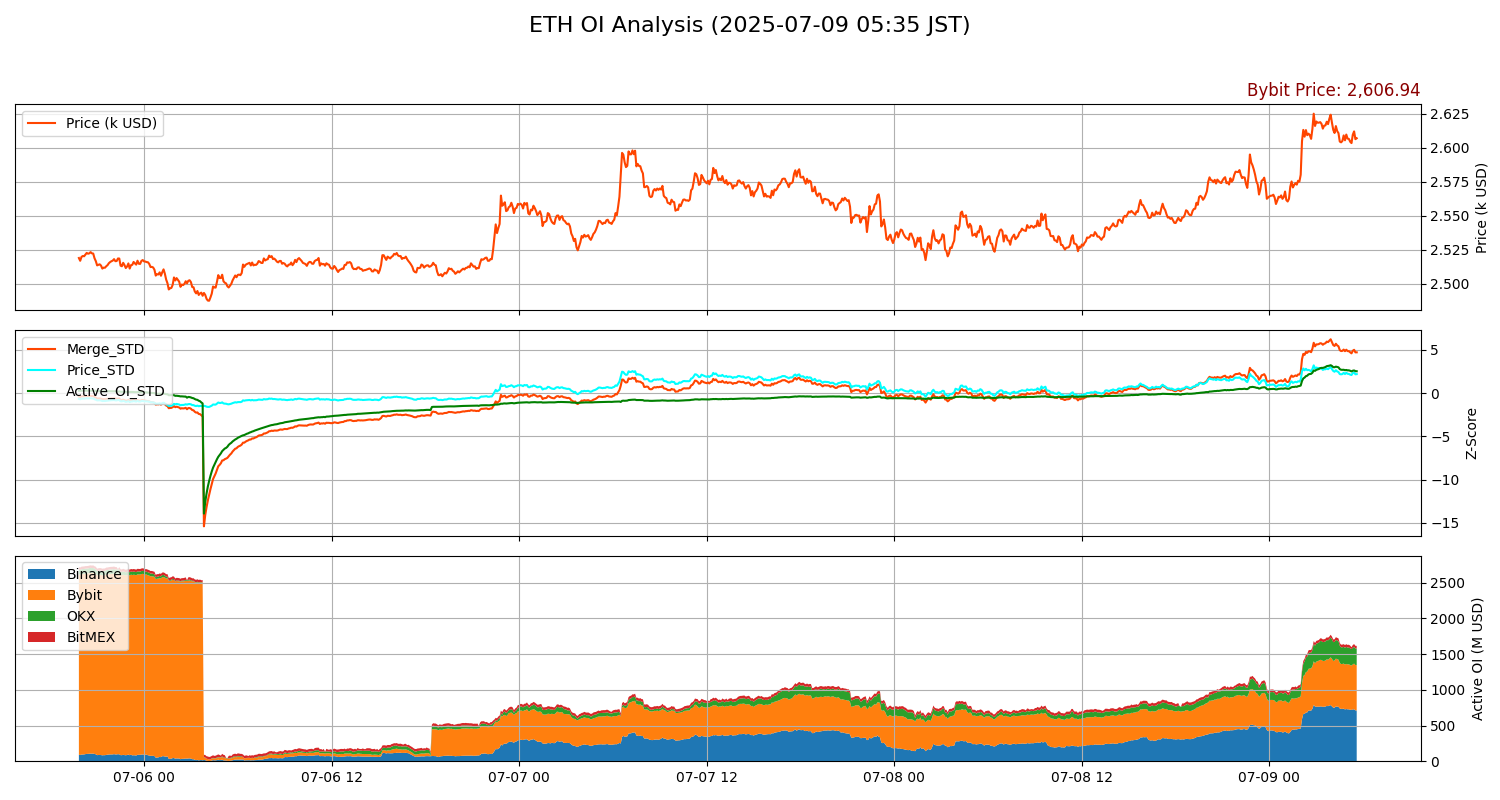 ETH OI Analysis (2025-07-09 05:35 JST)
Bybit Price: 2,606.94
Price (k USD)
2.625
2.600
2.575
2.550
2.525
2.500
Price (k USD)
Merge_STD
Price_STD
Active_OI_STD
5
0
−5
−10
−15
Z-Score
Binance
Bybit
OKX
BitMEX
2500
2000
1500
1000
500
0
Active OI (M USD)
07-06 00
07-06 12
07-07 00
07-07 12
07-08 00
07-08 12
07-09 00